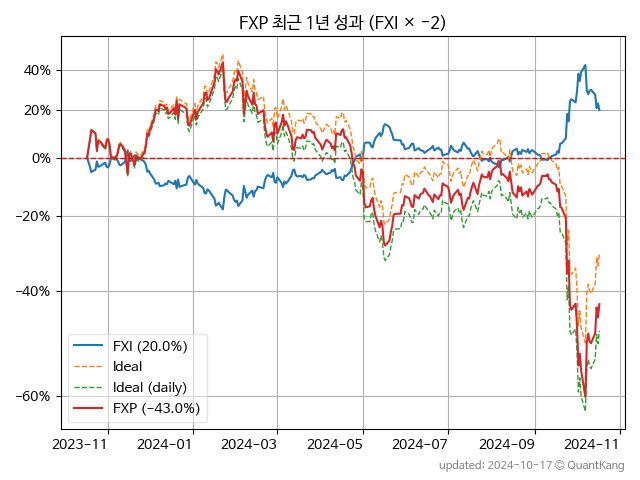 FXP 최근 1년 성과 (FXI × −2)
40%
20%
0%
−20%
−40%
−60%
FXI (20.0%)
Ideal
Ideal (daily)
FXP (−43.0%)
2023−11
2024−01
2024−03
2024−05
2024−07
2024−09
2024−11
updated: 2024-10-17 © QuantKang